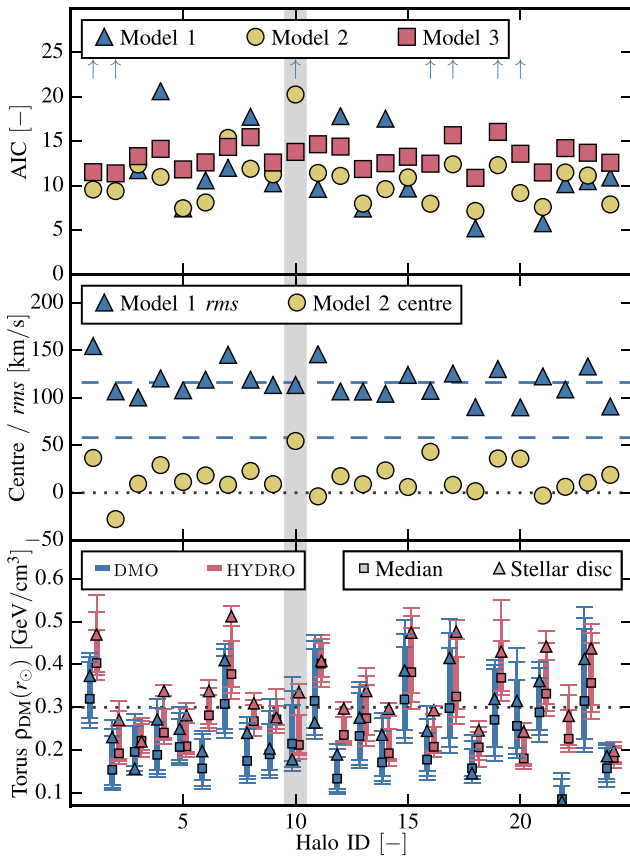 Model 1 Model 2 Model 3
AIC [−]
30
25
20
15
10
5
0
Model 1 rms Model 2 centre
Centre / rms [km/s]
200
150
100
50
0
−50
DMO HYDRO Median Stellar disc
Torus ρDM(r⊙) [GeV/cm³]
0.6
0.5
0.4
0.3
0.2
0.1
5 10 15 20
Halo ID [−]